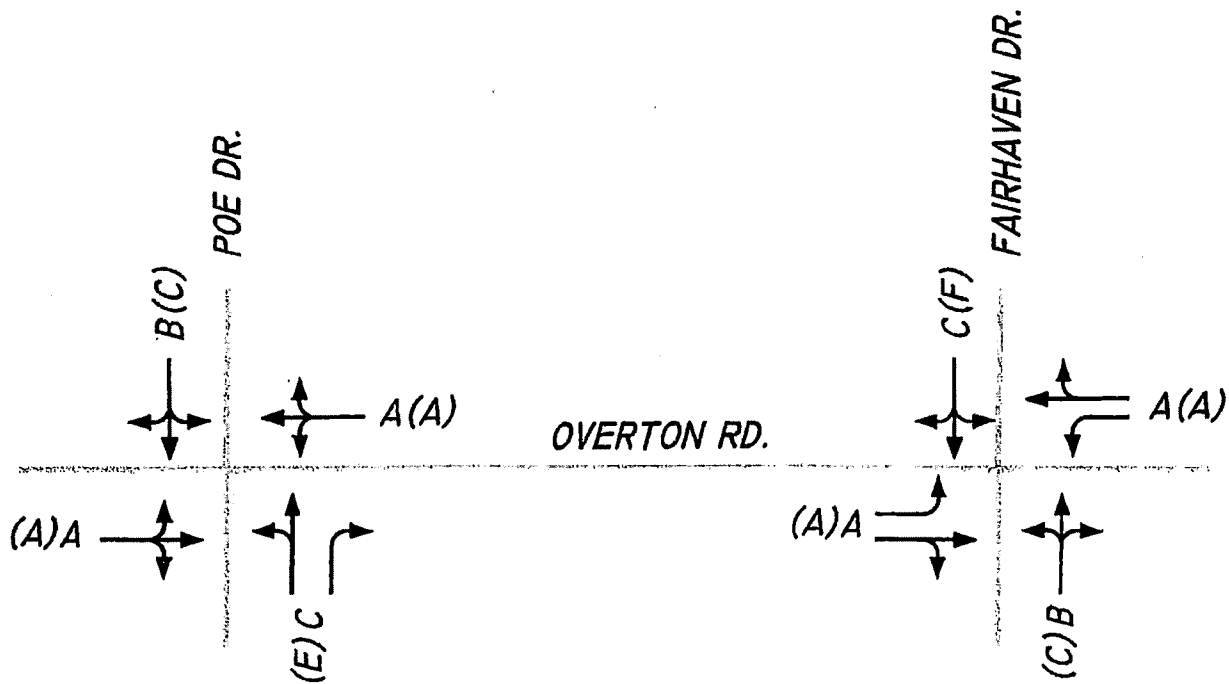 POE DR.
FAIRHAVEN DR.
B(C)
C(F)
A(A)
A(A)
OVERTON RD.
(A)A
(A)A
(E)C
(C)B